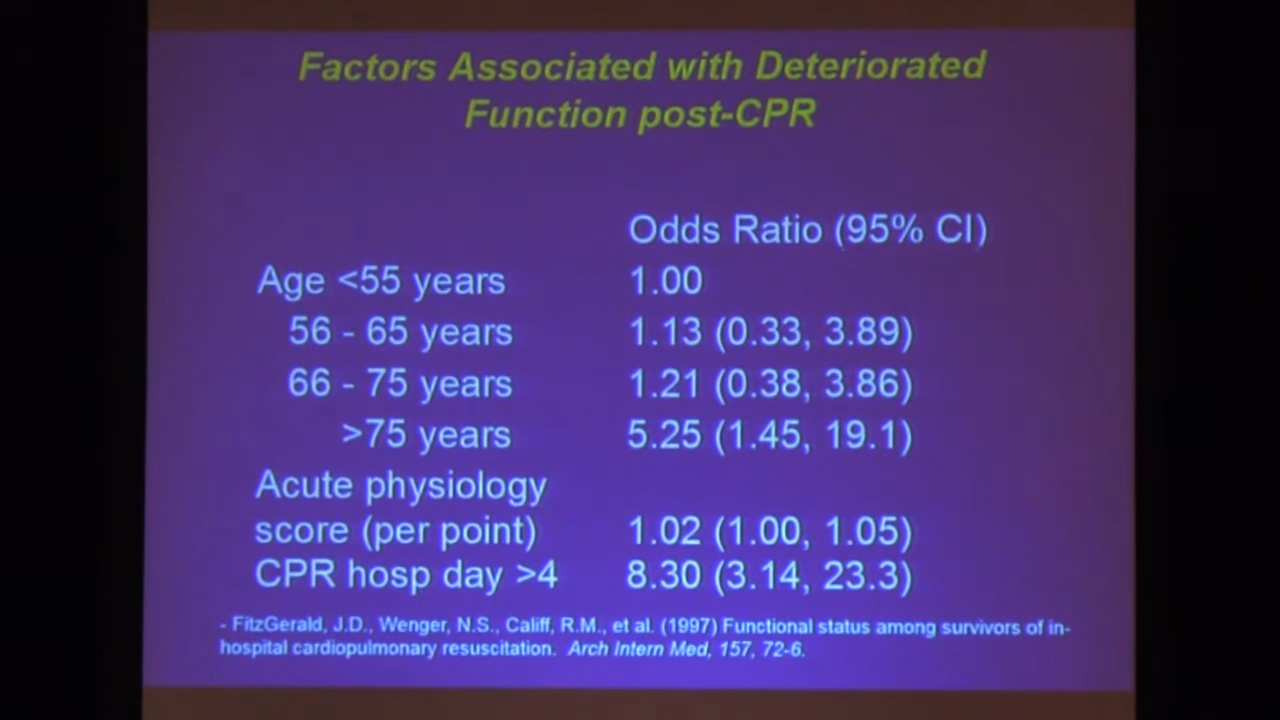 Factors Associated with Deteriorated
Function post-CPR
Odds Ratio (95% CI)
Age <55 years 1.00
56 - 65 years 1.13 (0.33, 3.89)
66 - 75 years 1.21 (0.38, 3.86)
>75 years 5.25 (1.45, 19.1)
Acute physiology
score (per point) 1.02 (1.00, 1.05)
CPR hosp day >4 8.30 (3.14, 23.3)
- FitzGerald, J.D., Wenger, N.S., Califf, R.M., et al. (1997) Functional status among survivors of in-
hospital cardiopulmonary resuscitation. Arch Intern Med, 157, 72-6.